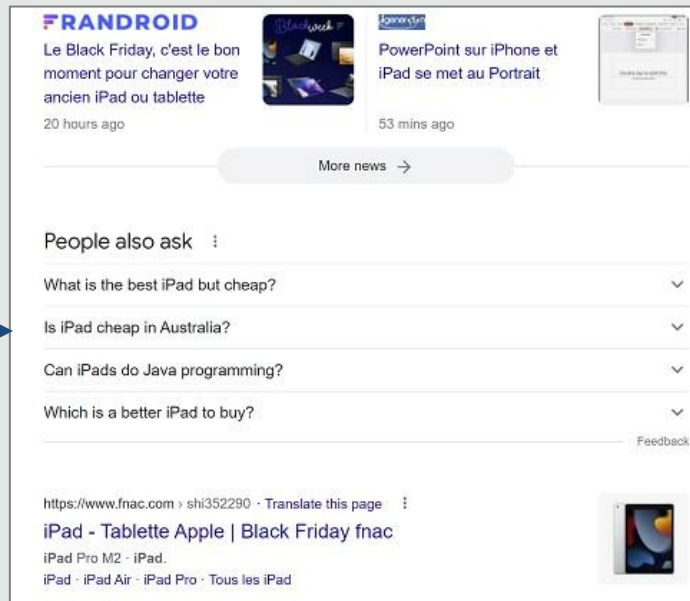 FRANDROID
Le Black Friday, c'est le bon
moment pour changer votre
ancien iPad ou tablette
20 hours ago
Black week
PowerPoint sur iPhone et
iPad se met au Portrait
53 mins ago
More news →
People also ask
What is the best iPad but cheap?
Is iPad cheap in Australia?
Can iPads do Java programming?
Which is a better iPad to buy?
Feedback
https://www.fnac.com › shi352290 · Translate this page
iPad - Tablette Apple | Black Friday fnac
iPad Pro M2 · iPad.
iPad · iPad Air · iPad Pro · Tous les iPad